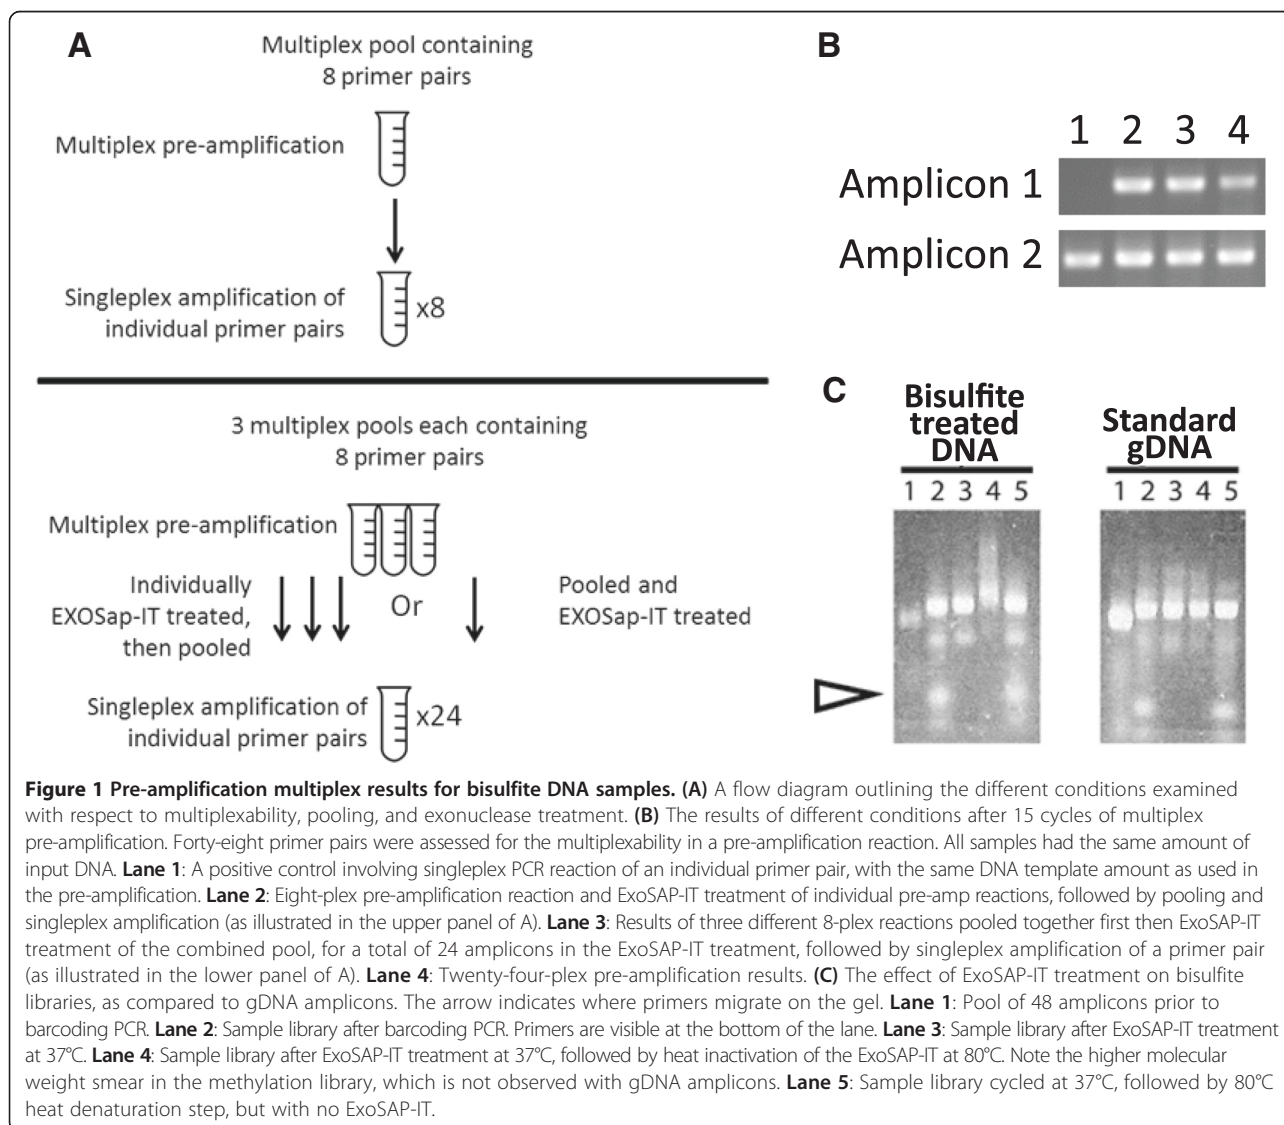 A
Multiplex pool containing
8 primer pairs
Multiplex pre-amplification
Singleplex amplification of
individual primer pairs
x8
3 multiplex pools each containing
8 primer pairs
Multiplex pre-amplification
Individually
EXOSap-IT treated,
then pooled
Or
Pooled and
EXOSap-IT treated
Singleplex amplification of
individual primer pairs
x24
B
1 2 3 4
Amplicon 1
Amplicon 2
C
Bisulfite
treated
DNA
1 2 3 4 5
Standard
gDNA
1 2 3 4 5
Figure 1 Pre-amplification multiplex results for bisulfite DNA samples. (A) A flow diagram outlining the different conditions examined
with respect to multiplexability, pooling, and exonuclease treatment. (B) The results of different conditions after 15 cycles of multiplex
pre-amplification. Forty-eight primer pairs were assessed for the multiplexability in a pre-amplification reaction. All samples had the same amount of
input DNA. Lane 1: A positive control involving singleplex PCR reaction of an individual primer pair, with the same DNA template amount as used in
the pre-amplification. Lane 2: Eight-plex pre-amplification reaction and ExoSAP-IT treatment of individual pre-amp reactions, followed by pooling and
singleplex amplification (as illustrated in the upper panel of A). Lane 3: Results of three different 8-plex reactions pooled together first then ExoSAP-IT
treatment of the combined pool, for a total of 24 amplicons in the ExoSAP-IT treatment, followed by singleplex amplification of a primer pair
(as illustrated in the lower panel of A). Lane 4: Twenty-four-plex pre-amplification results. (C) The effect of ExoSAP-IT treatment on bisulfite
libraries, as compared to gDNA amplicons. The arrow indicates where primers migrate on the gel. Lane 1: Pool of 48 amplicons prior to
barcoding PCR. Lane 2: Sample library after barcoding PCR. Primers are visible at the bottom of the lane. Lane 3: Sample library after ExoSAP-IT treatment
at 37°C. Lane 4: Sample library after ExoSAP-IT treatment at 37°C, followed by heat inactivation of the ExoSAP-IT at 80°C. Note the higher molecular
weight smear in the methylation library, which is not observed with gDNA amplicons. Lane 5: Sample library cycled at 37°C, followed by 80°C
heat denaturation step, but with no ExoSAP-IT.